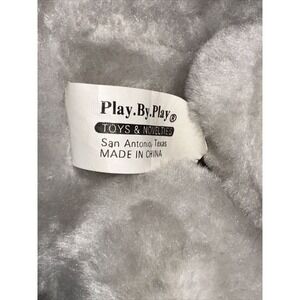 Play.By.Play®
TOYS & NOVELTIES
San Antonio, Texas
MADE IN CHINA